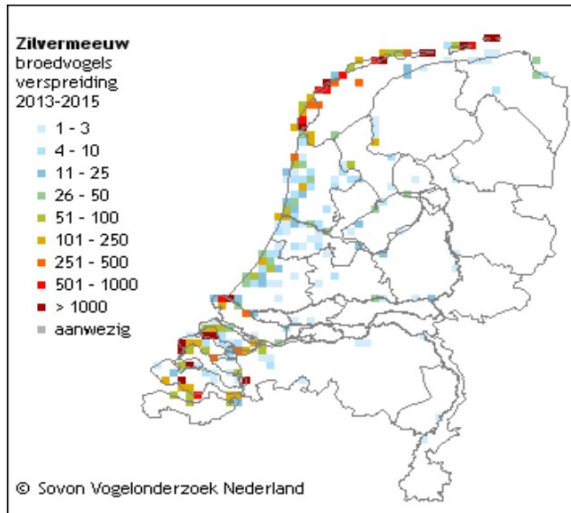 Zilvermeeuw
broedvogels
verspreiding
2013-2015
1 - 3
4 - 10
11 - 25
26 - 50
51 - 100
101 - 250
251 - 500
501 - 1000
> 1000
aanwezig
© Sovon Vogelonderzoek Nederland